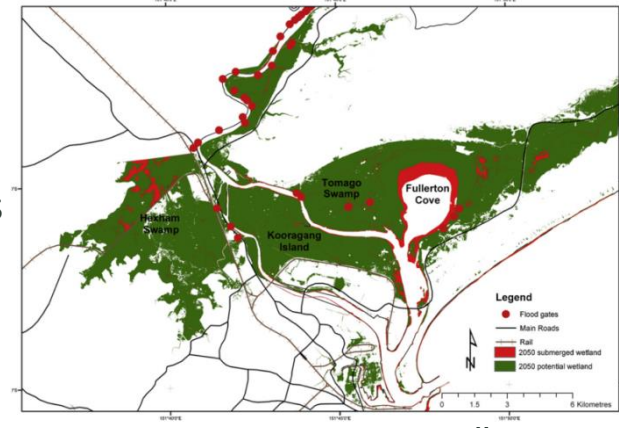 Tomago
Swamp
Fullerton
Cove
Hexham
Swamp
Kooragang
Island
Legend
Flood gates
Main Roads
Rail
2050 submerged wetland
2050 potential wetland
N
0 1.5 3 6 Kilometres